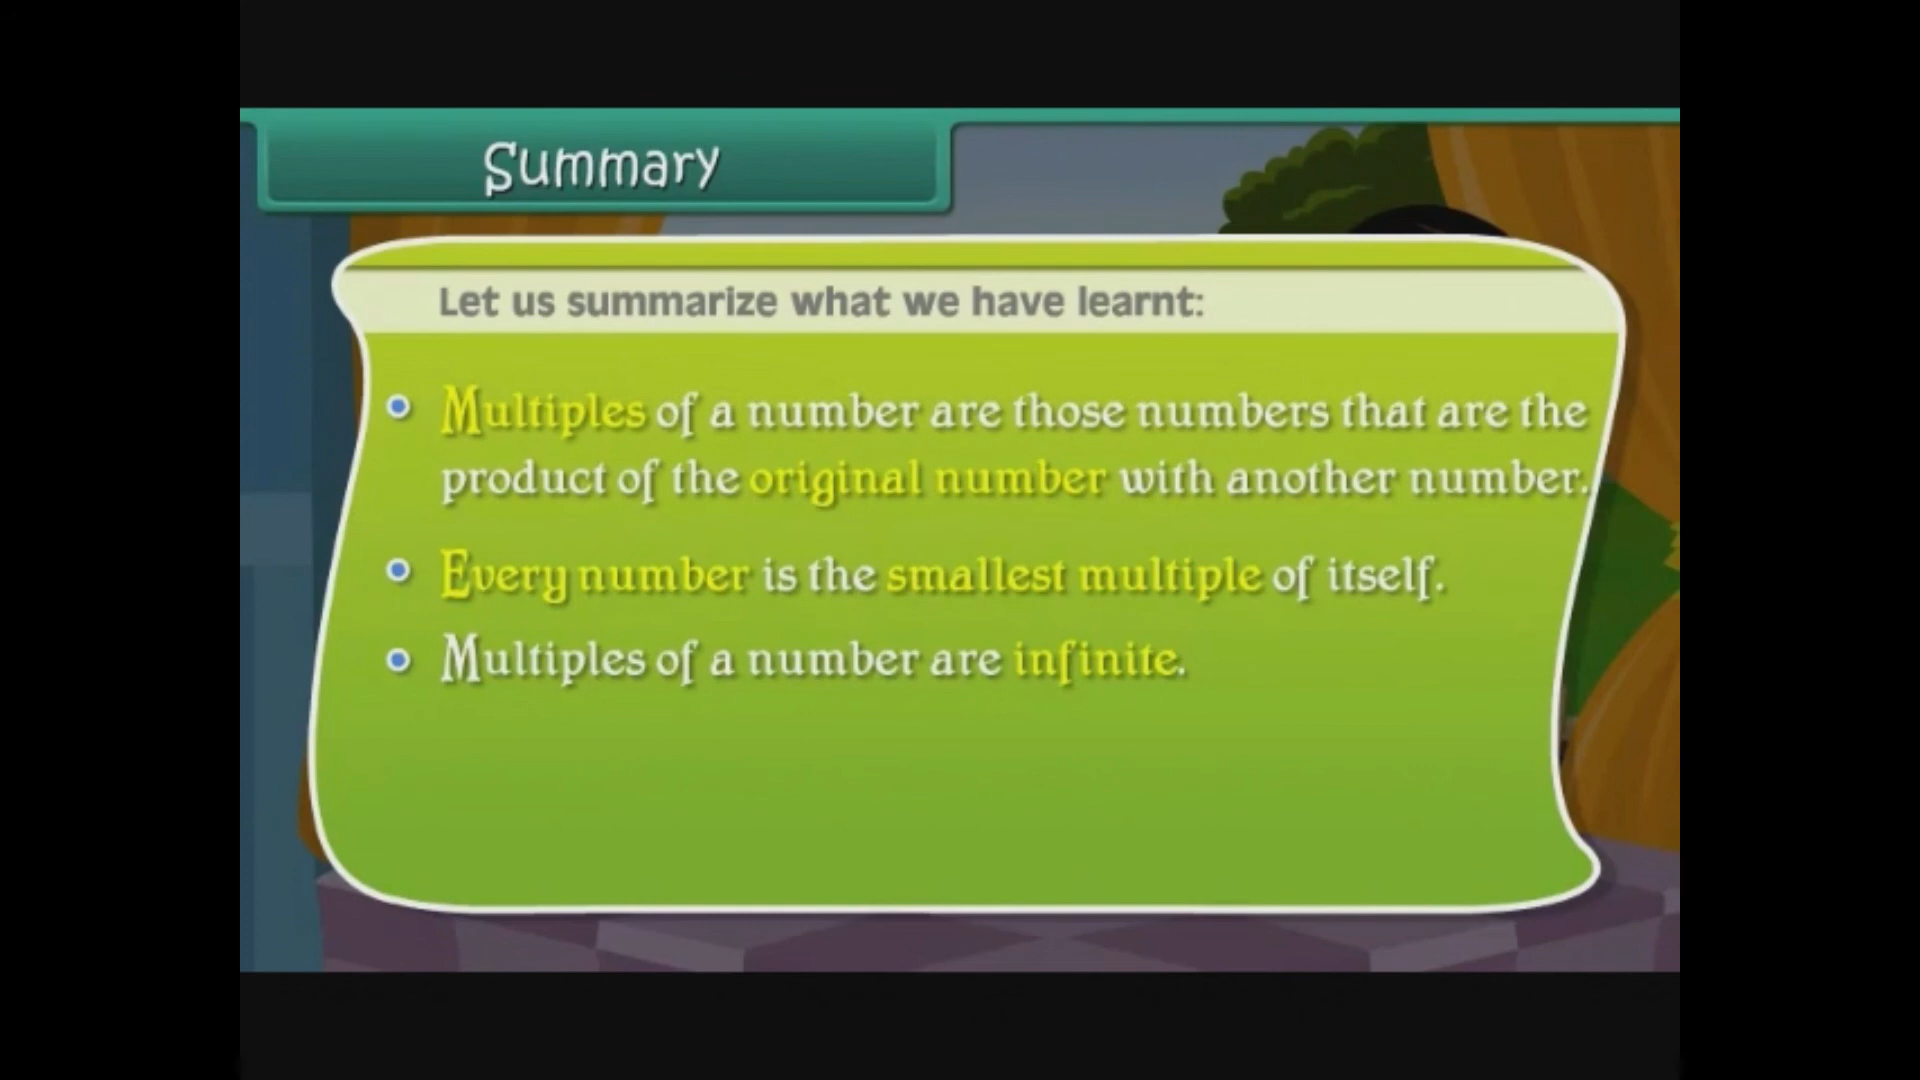 Summary
Let us summarize what we have learnt:
Multiples of a number are those numbers that are the
product of the original number with another number.
Every number is the smallest multiple of itself.
Multiples of a number are infinite.